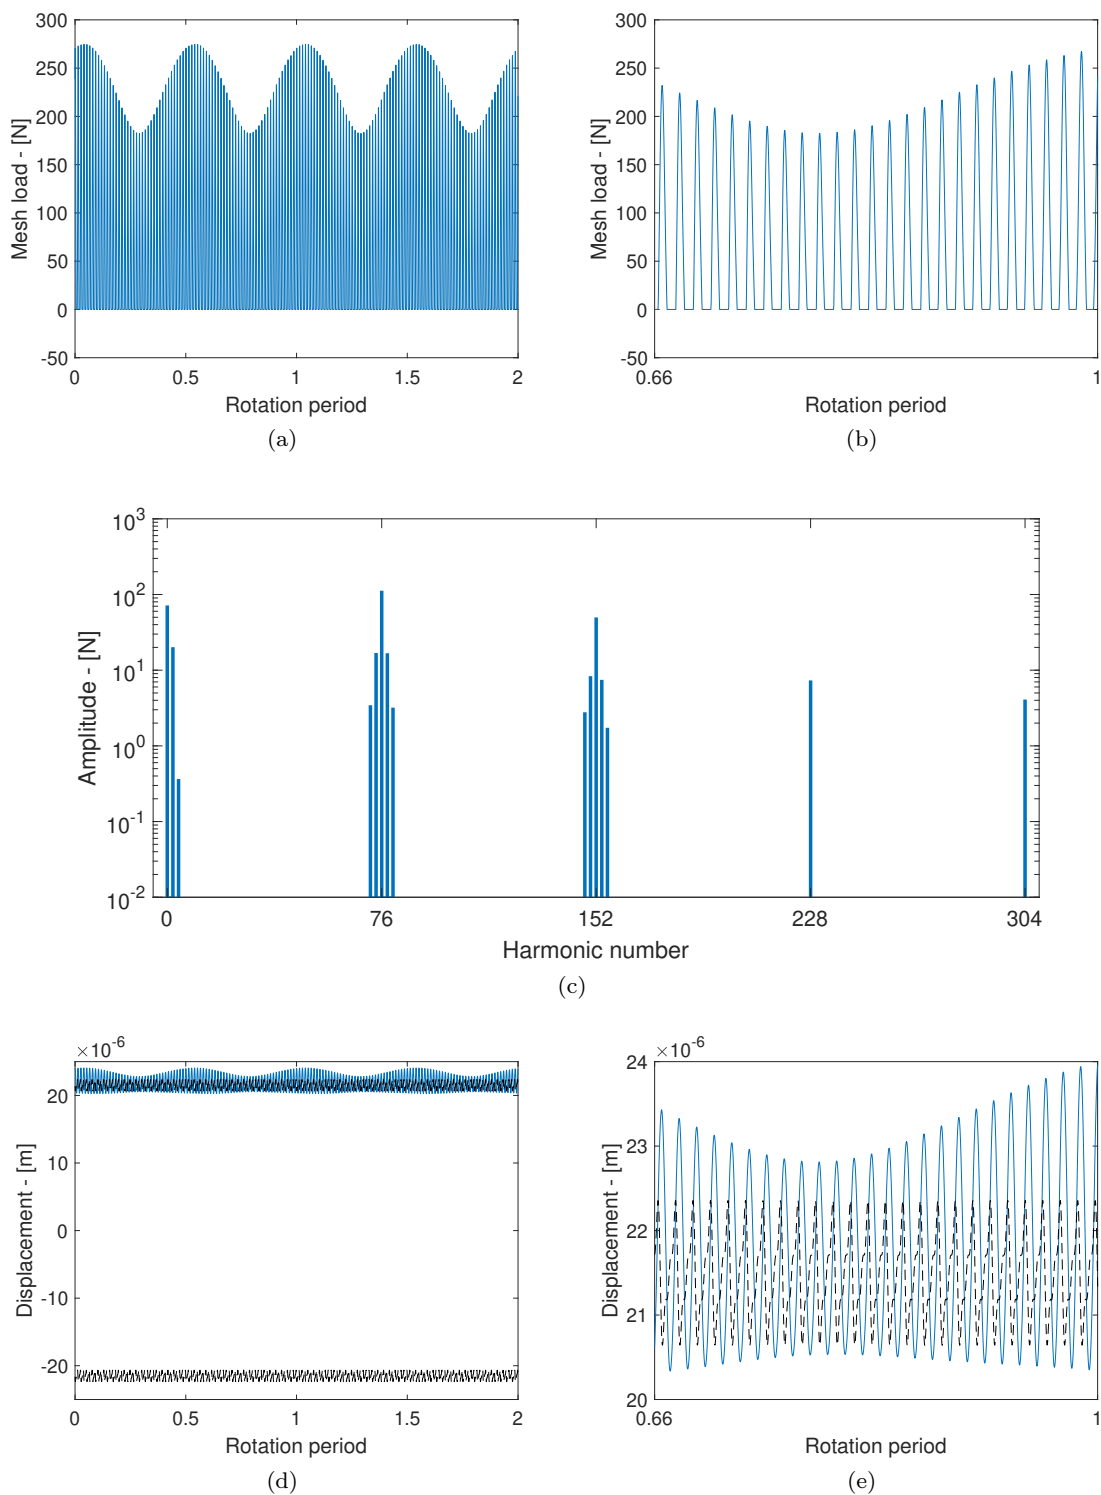 300
250
200
150
100
50
0
-50
Mesh load - [N]
0 0.5 1 1.5 2
Rotation period
(a)
300
250
200
150
100
50
0
-50
Mesh load - [N]
0.66 1
Rotation period
(b)
10^3
10^2
10^1
10^0
10^-1
10^-2
Amplitude - [N]
0 76 152 228 304
Harmonic number
(c)
×10^-6
20
10
0
-10
-20
Displacement - [m]
0 0.5 1 1.5 2
Rotation period
(d)
×10^-6
24
23
22
21
20
Displacement - [m]
0.66 1
Rotation period
(e)